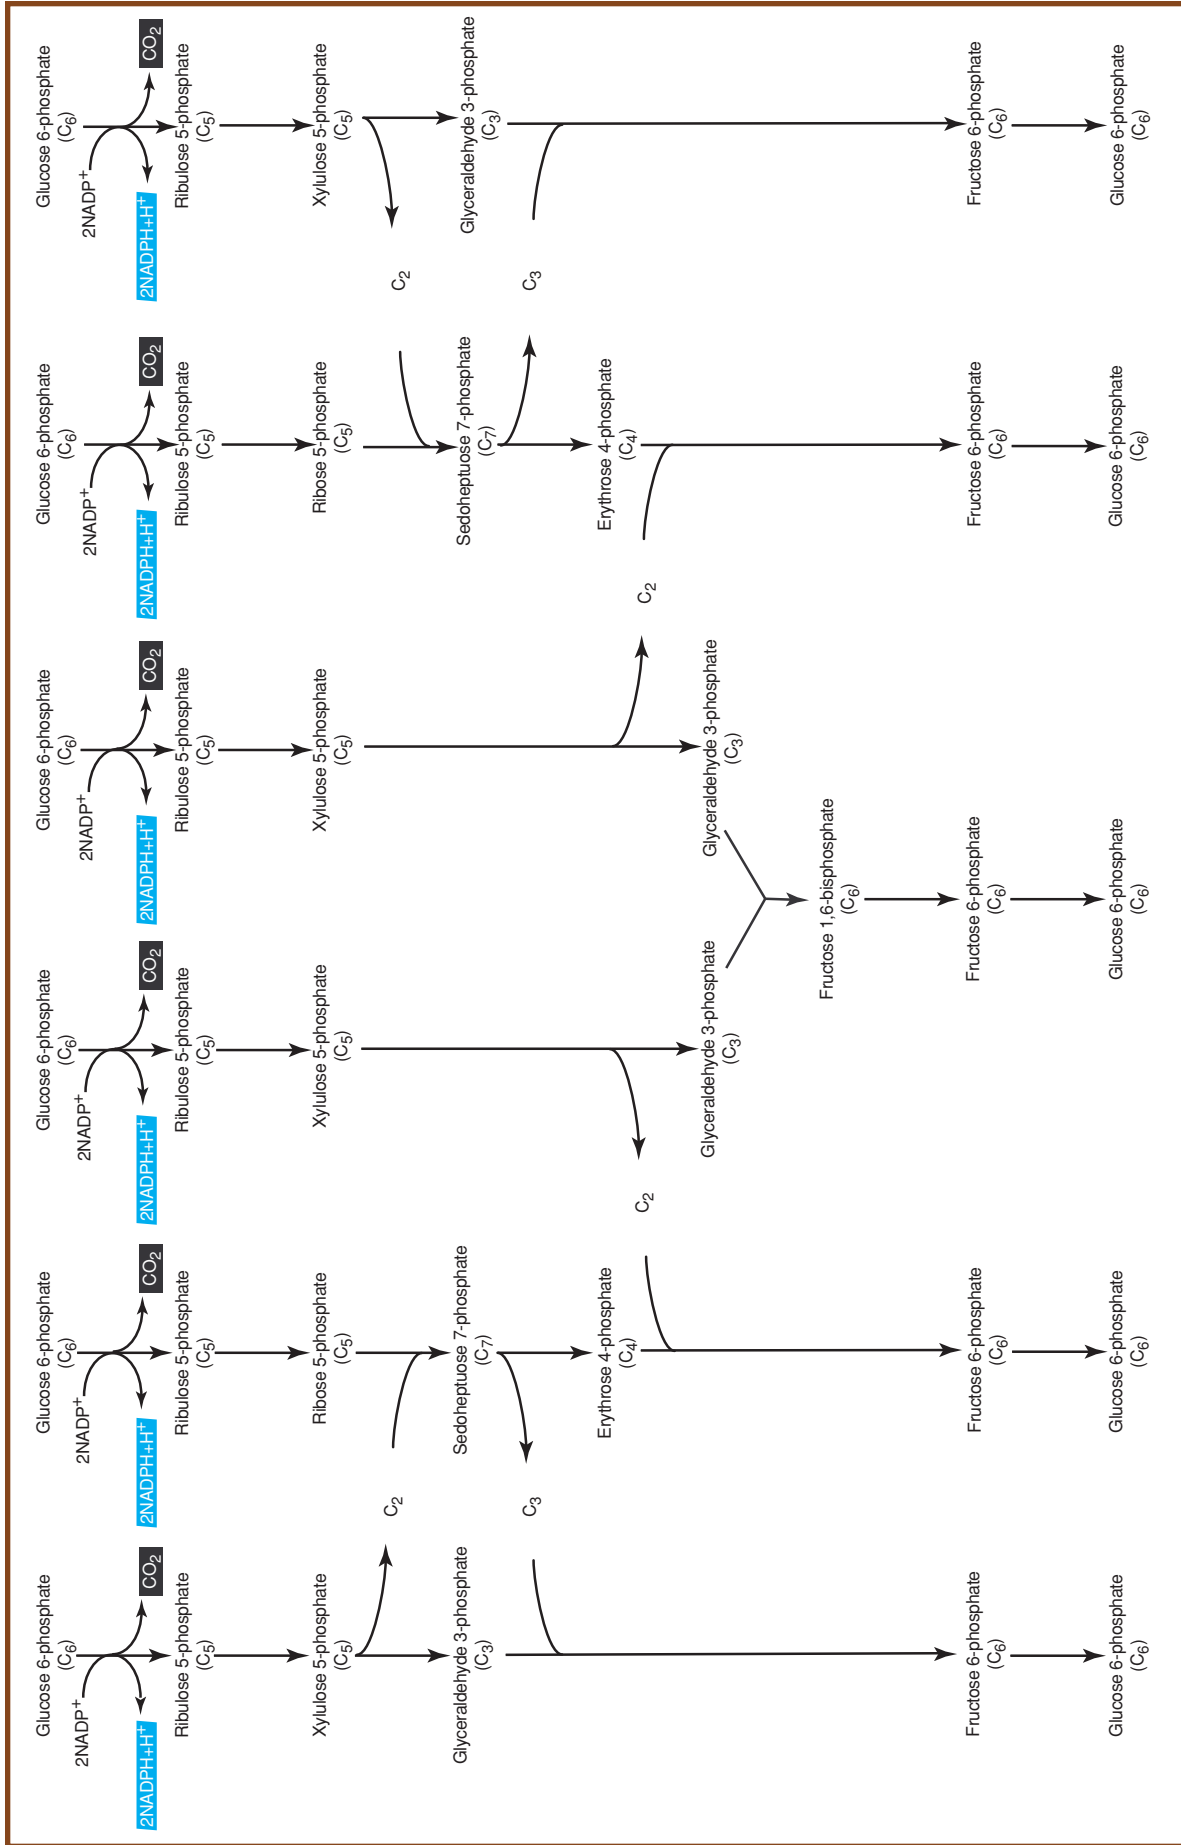 Glucose 6-phosphate
(C₆)
Glucose 6-phosphate
(C₆)
Glucose 6-phosphate
(C₆)
Glucose 6-phosphate
(C₆)
Glucose 6-phosphate
(C₆)
Glucose 6-phosphate
(C₆)
2NADP⁺
2NADP⁺
2NADP⁺
2NADP⁺
2NADP⁺
2NADP⁺
2NADPH+H⁺
CO₂
2NADPH+H⁺
CO₂
2NADPH+H⁺
CO₂
2NADPH+H⁺
CO₂
2NADPH+H⁺
CO₂
2NADPH+H⁺
CO₂
Ribulose 5-phosphate
(C₅)
Ribulose 5-phosphate
(C₅)
Ribulose 5-phosphate
(C₅)
Ribulose 5-phosphate
(C₅)
Ribulose 5-phosphate
(C₅)
Ribulose 5-phosphate
(C₅)
Xylulose 5-phosphate
(C₅)
Ribose 5-phosphate
(C₅)
Xylulose 5-phosphate
(C₅)
Xylulose 5-phosphate
(C₅)
Ribose 5-phosphate
(C₅)
Xylulose 5-phosphate
(C₅)
C₂
C₂
Glyceraldehyde 3-phosphate
(C₃)
Sedoheptuose 7-phosphate
(C₇)
Sedoheptuose 7-phosphate
(C₇)
Glyceraldehyde 3-phosphate
(C₃)
C₃
C₃
Erythrose 4-phosphate
(C₄)
Erythrose 4-phosphate
(C₄)
C₂
C₂
Glyceraldehyde 3-phosphate
(C₃)
Glyceraldehyde 3-phosphate
(C₃)
Fructose 1,6-bisphosphate
(C₆)
Fructose 6-phosphate
(C₆)
Fructose 6-phosphate
(C₆)
Fructose 6-phosphate
(C₆)
Fructose 6-phosphate
(C₆)
Fructose 6-phosphate
(C₆)
Glucose 6-phosphate
(C₆)
Glucose 6-phosphate
(C₆)
Glucose 6-phosphate
(C₆)
Glucose 6-phosphate
(C₆)
Glucose 6-phosphate
(C₆)